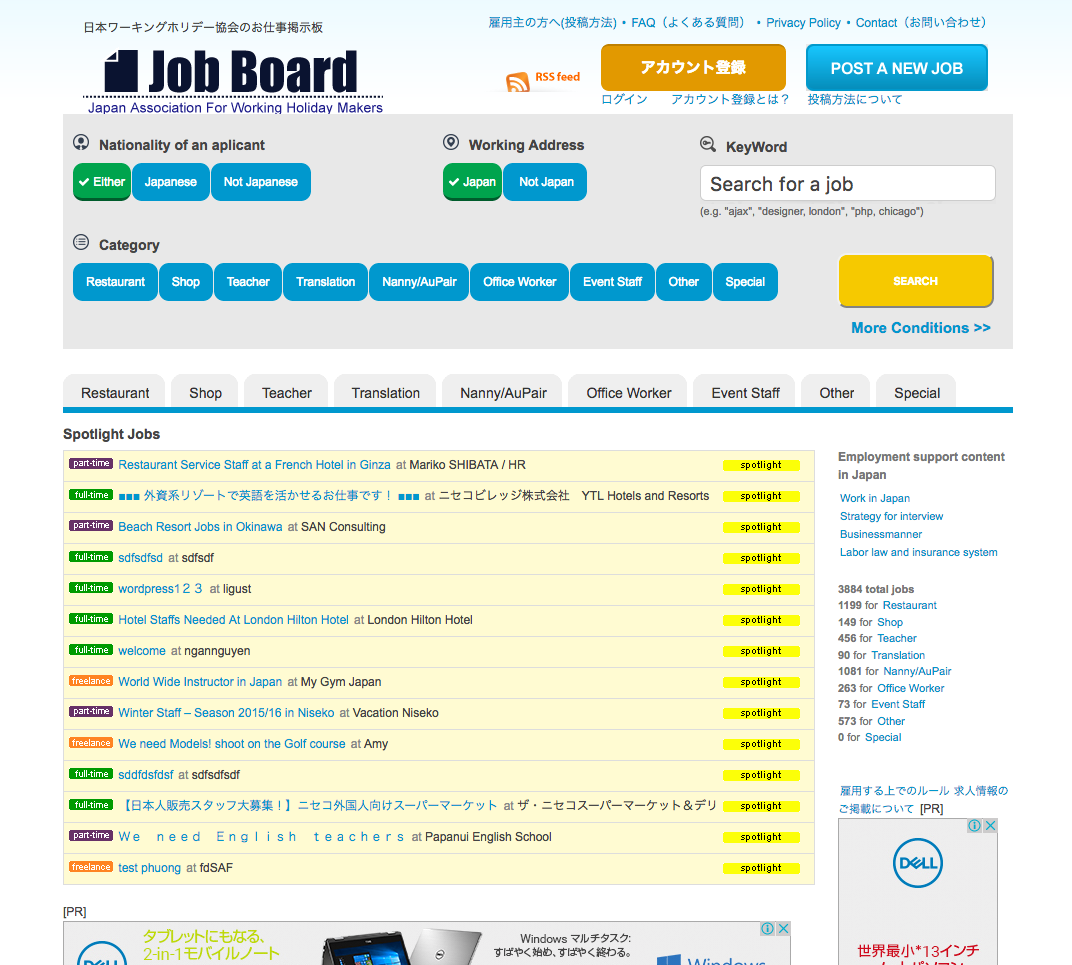 日本ワーキングホリデー協会のお仕事掲示板
雇用主の方へ(投稿方法) • FAQ（よくある質問） • Privacy Policy • Contact（お問い合わせ）
Job Board
Japan Association For Working Holiday Makers
RSS feed
アカウント登録
POST A NEW JOB
ログイン
アカウント登録とは？
投稿方法について
Nationality of an aplicant
Either Japanese Not Japanese
Working Address
Japan Not Japan
KeyWord
Search for a job
(e.g. "ajax", "designer, london", "php, chicago")
Category
Restaurant Shop Teacher Translation Nanny/AuPair Office Worker Event Staff Other Special
SEARCH
More Conditions >>
Restaurant Shop Teacher Translation Nanny/AuPair Office Worker Event Staff Other Special
Spotlight Jobs
part-time Restaurant Service Staff at a French Hotel in Ginza at Mariko SHIBATA / HR spotlight
full-time ■■■ 外資系リゾートで英語を活かせるお仕事です！ ■■■ at ニセコビレッジ株式会社　YTL Hotels and Resorts spotlight
part-time Beach Resort Jobs in Okinawa at SAN Consulting spotlight
full-time sdfsdfsd at sdfsdf spotlight
full-time wordpress1２３ at ligust spotlight
full-time Hotel Staffs Needed At London Hilton Hotel at London Hilton Hotel spotlight
full-time welcome at ngannguyen spotlight
freelance World Wide Instructor in Japan at My Gym Japan spotlight
part-time Winter Staff – Season 2015/16 in Niseko at Vacation Niseko spotlight
freelance We need Models! shoot on the Golf course at Amy spotlight
full-time sddfdsfdsf at sdfsdfsdf spotlight
full-time 【日本人販売スタッフ大募集！】ニセコ外国人向けスーパーマーケット at ザ・ニセコスーパーマーケット＆デリ spotlight
part-time Ｗｅ　ｎｅｅｄ　Ｅｎｇｌｉｓｈ　ｔｅａｃｈｅｒｓ at Papanui English School spotlight
freelance test phuong at fdSAF spotlight
Employment support content
in Japan
Work in Japan
Strategy for interview
Businessmanner
Labor law and insurance system
3884 total jobs
1199 for Restaurant
149 for Shop
456 for Teacher
90 for Translation
1081 for Nanny/AuPair
263 for Office Worker
73 for Event Staff
573 for Other
0 for Special
雇用する上でのルール 求人情報の
ご掲載について [PR]
DELL
世界最小*13インチ
[PR]
タブレットにもなる、
2-in-1モバイルノート
Windows マルチタスク:
すばやく始め、すばやく終わる。
DELL
Windows